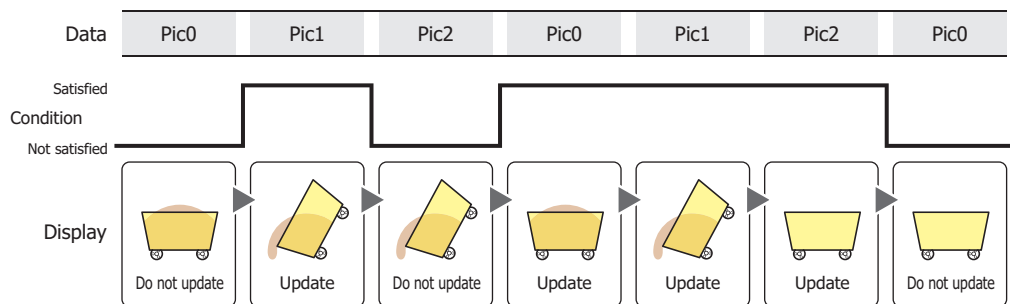 Data Pic0 Pic1 Pic2 Pic0 Pic1 Pic2 Pic0
Satisfied
Condition
Not satisfied
Display
Do not update Update Do not update Update Update Update Do not update